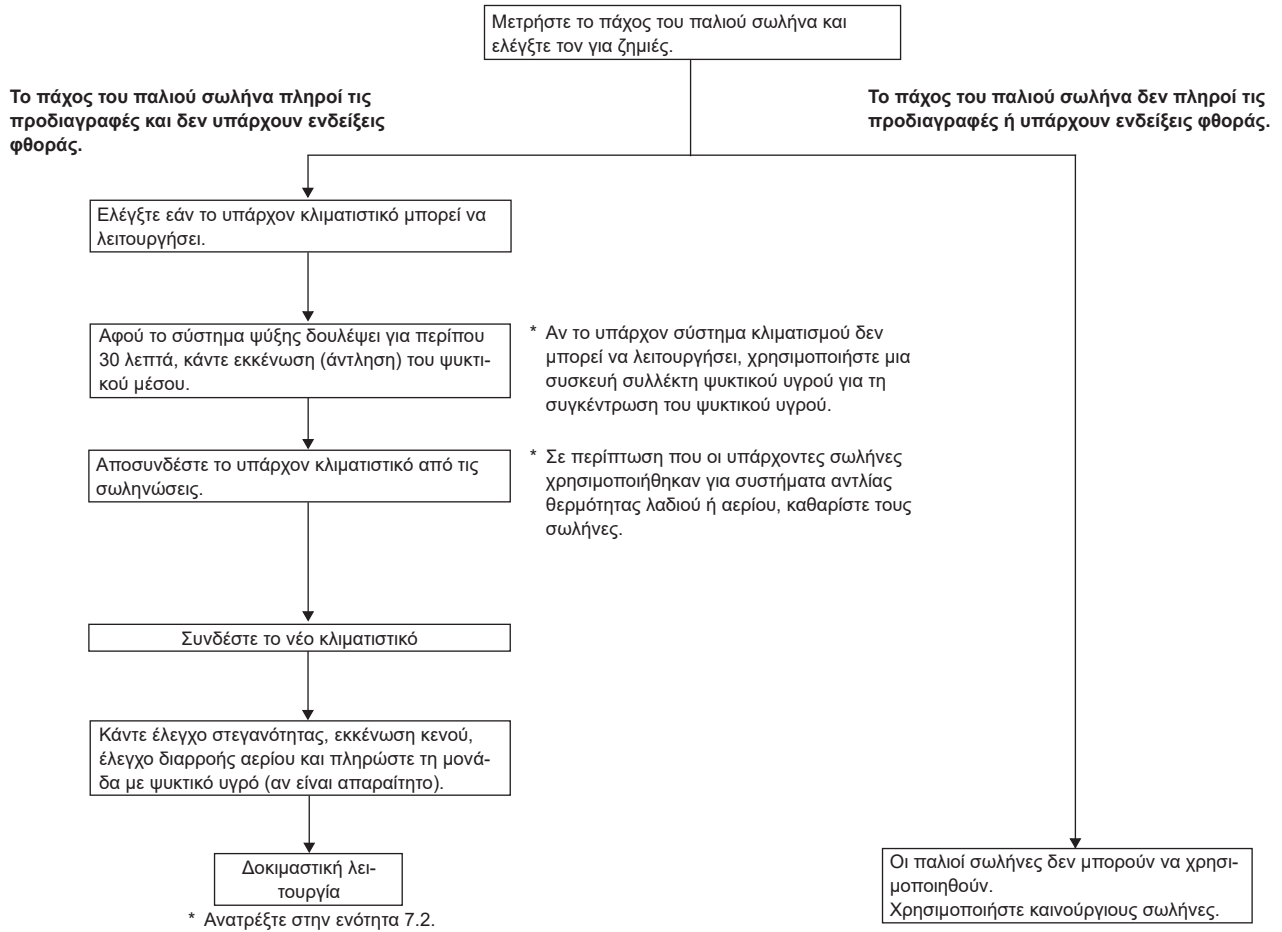 Μετρήστε το πάχος του παλιού σωλήνα και
ελέγξτε τον για ζημιές.
Το πάχος του παλιού σωλήνα πληροί τις
προδιαγραφές και δεν υπάρχουν ενδείξεις
φθοράς.
Το πάχος του παλιού σωλήνα δεν πληροί τις
προδιαγραφές ή υπάρχουν ενδείξεις φθοράς.
Ελέγξτε εάν το υπάρχον κλιματιστικό μπορεί να
λειτουργήσει.
Αφού το σύστημα ψύξης δουλέψει για περίπου
30 λεπτά, κάντε εκκένωση (άντληση) του ψυκτι-
κού μέσου.
* Αν το υπάρχον σύστημα κλιματισμού δεν
μπορεί να λειτουργήσει, χρησιμοποιήστε μια
συσκευή συλλέκτη ψυκτικού υγρού για τη
συγκέντρωση του ψυκτικού υγρού.
Αποσυνδέστε το υπάρχον κλιματιστικό από τις
σωληνώσεις.
* Σε περίπτωση που οι υπάρχοντες σωλήνες
χρησιμοποιήθηκαν για συστήματα αντλίας
θερμότητας λαδιού ή αερίου, καθαρίστε τους
σωλήνες.
Συνδέστε το νέο κλιματιστικό
Κάντε έλεγχο στεγανότητας, εκκένωση κενού,
έλεγχο διαρροής αερίου και πληρώστε τη μονά-
δα με ψυκτικό υγρό (αν είναι απαραίτητο).
Δοκιμαστική λει-
τουργία
* Ανατρέξτε στην ενότητα 7.2.
Οι παλιοί σωλήνες δεν μπορούν να χρησι-
μοποιηθούν.
Χρησιμοποιήστε καινούργιους σωλήνες.